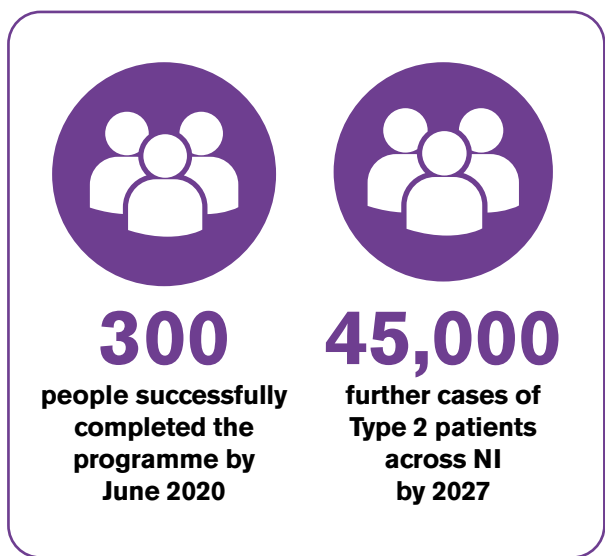 300
people successfully
completed the
programme by
June 2020
45,000
further cases of
Type 2 patients
across NI
by 2027